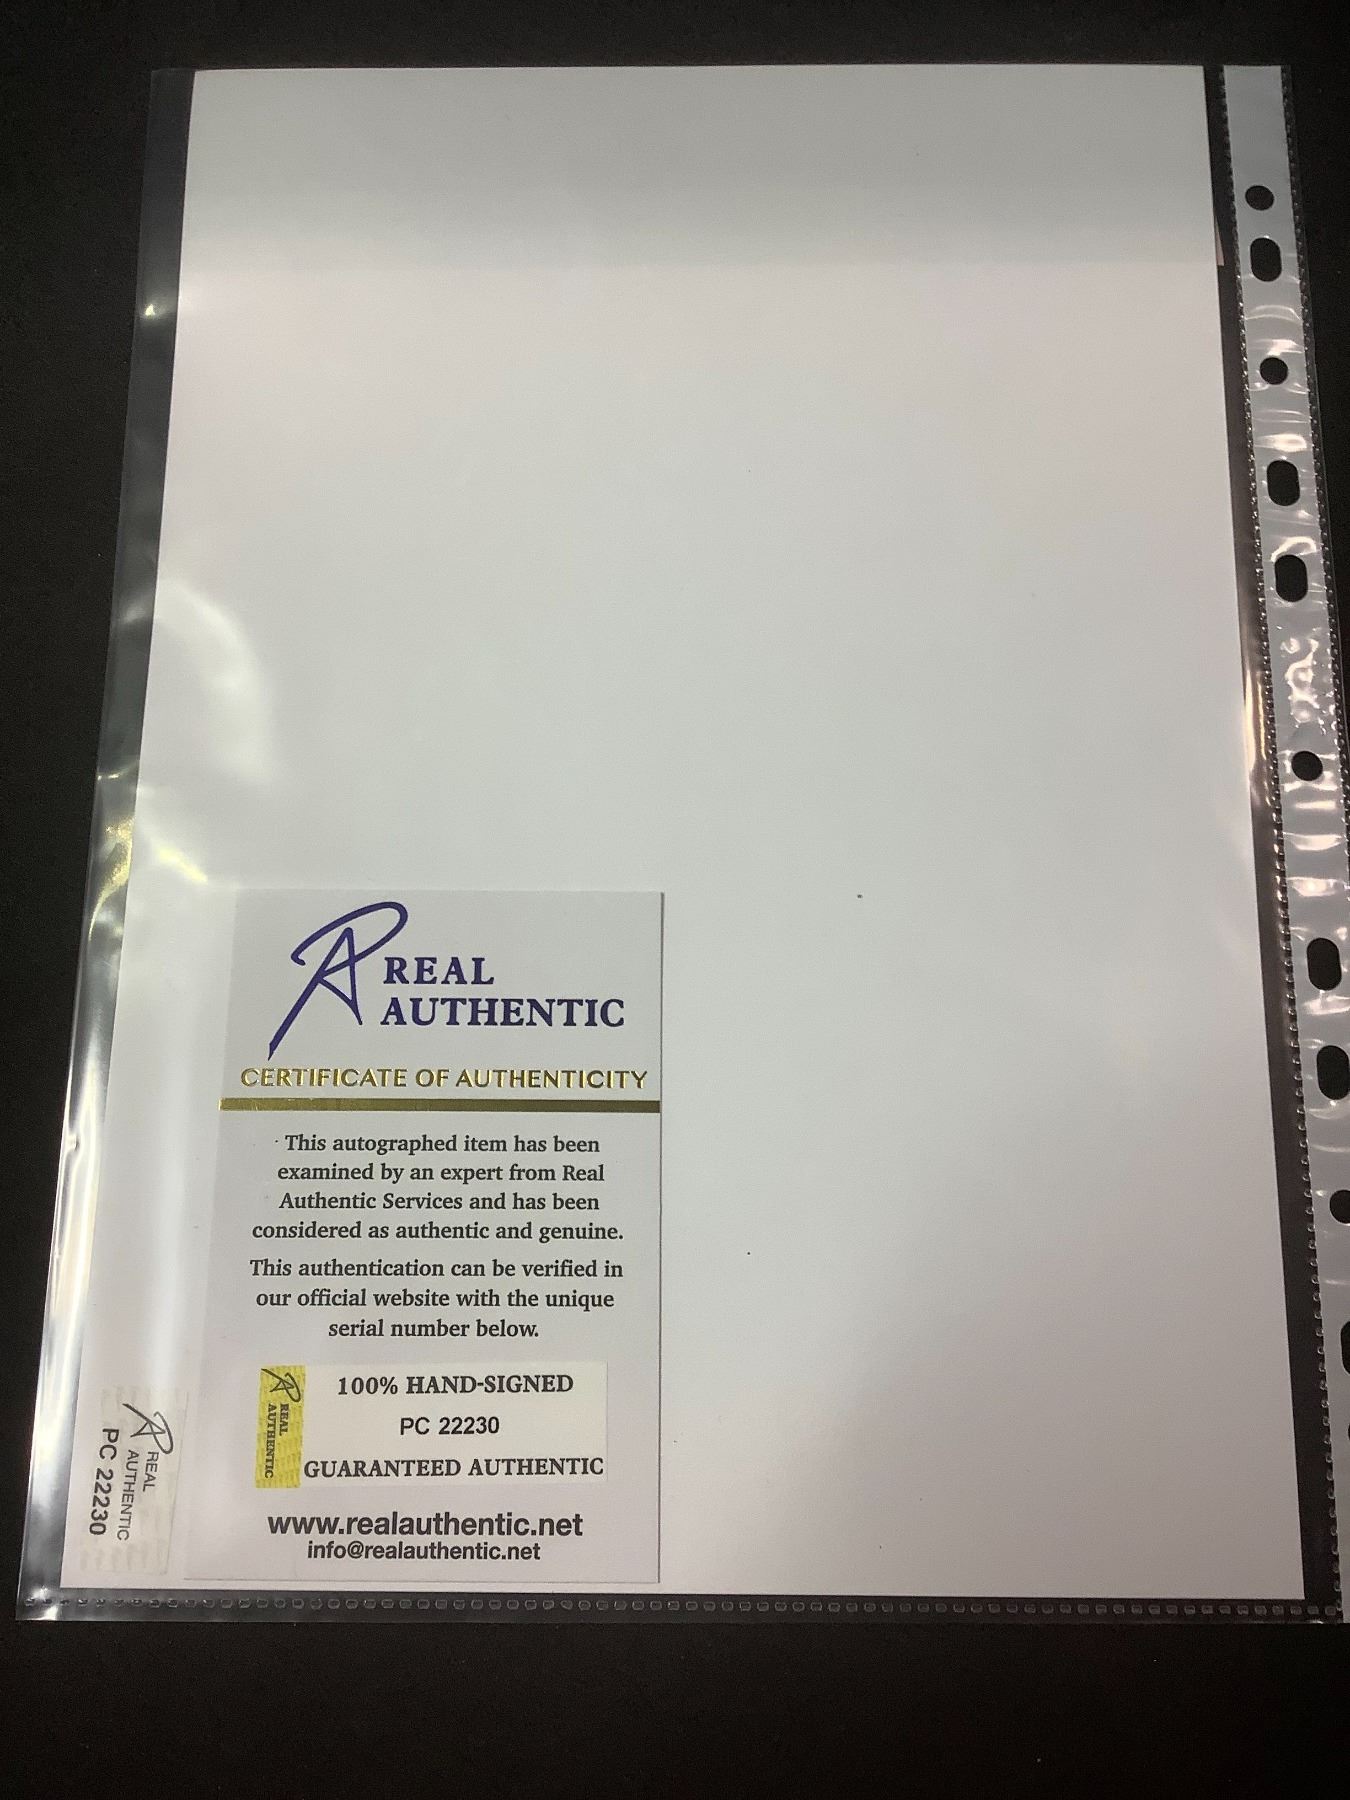 REAL
AUTHENTIC
CERTIFICATE OF AUTHENTICITY
This autographed item has been
examined by an expert from Real
Authentic Services and has been
considered as authentic and genuine.
This authentication can be verified in
our official website with the unique
serial number below.
REAL
AUTHENTIC
100% HAND-SIGNED
PC 22230
GUARANTEED AUTHENTIC
www.realauthentic.net
info@realauthentic.net
REAL
AUTHENTIC
PC 22230